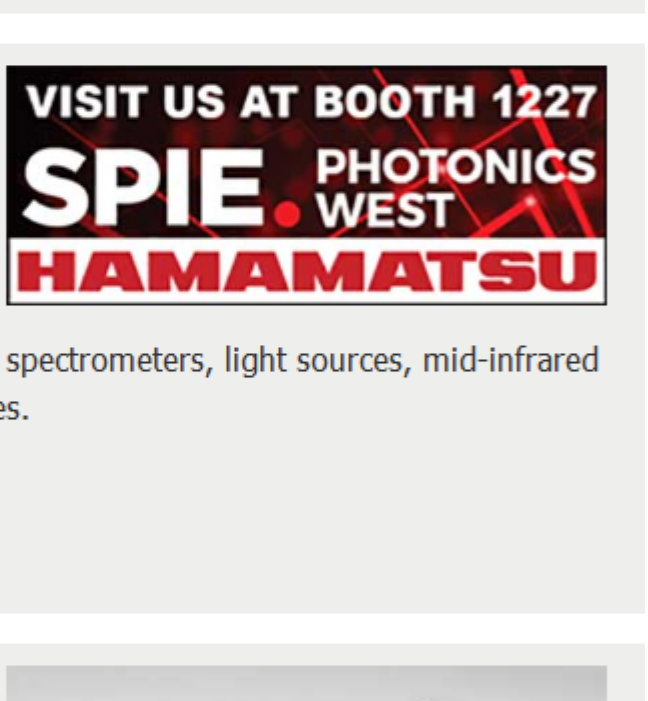 VISIT US AT BOOTH 1227
SPIE. PHOTONICS
WEST
HAMAMATSU
spectrometers, light sources, mid-infrared
es.